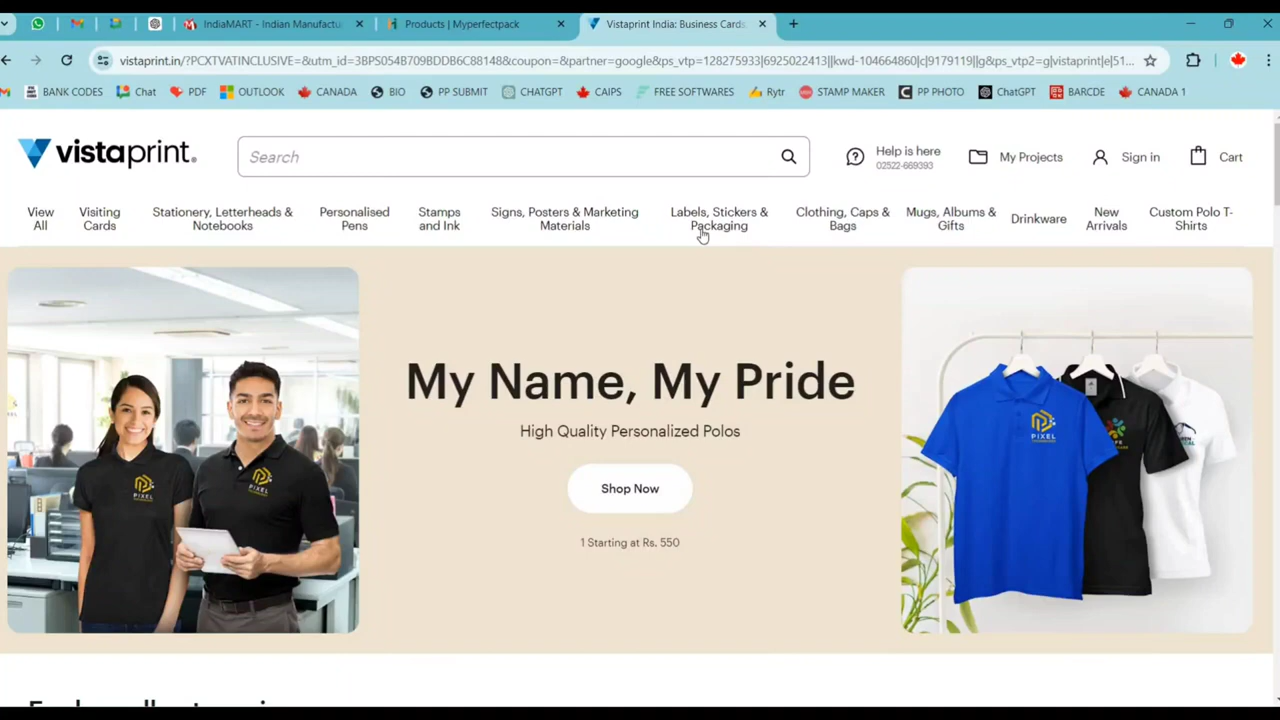 IndiaMART - Indian Manufactu
Products | Myperfectpack
Vistaprint India: Business Cards,
vistaprint.in/?PCXTVATINCLUSIVE=&utm_id=3BPS054B709BDDB6C88148&coupon=&partner=google&ps_vtp=128275933|6925022413||kwd-104664860|c|9179119||g&ps_vtp2=g|vistaprint|e|51...
BANK CODES Chat PDF OUTLOOK CANADA BIO PP SUBMIT CHATGPT CAIPS FREE SOFTWARES Rytr STAMP MAKER PP PHOTO ChatGPT BARCDE CANADA 1
vistaprint.
Search
Help is here
02522-669393
My Projects
Sign in
Cart
View
All
Visiting
Cards
Stationery, Letterheads &
Notebooks
Personalised
Pens
Stamps
and Ink
Signs, Posters & Marketing
Materials
Labels, Stickers &
Packaging
Clothing, Caps &
Bags
Mugs, Albums &
Gifts
Drinkware
New
Arrivals
Custom Polo T-
Shirts
My Name, My Pride
High Quality Personalized Polos
Shop Now
1 Starting at Rs. 550
PIXEL
PIXEL
PIXEL